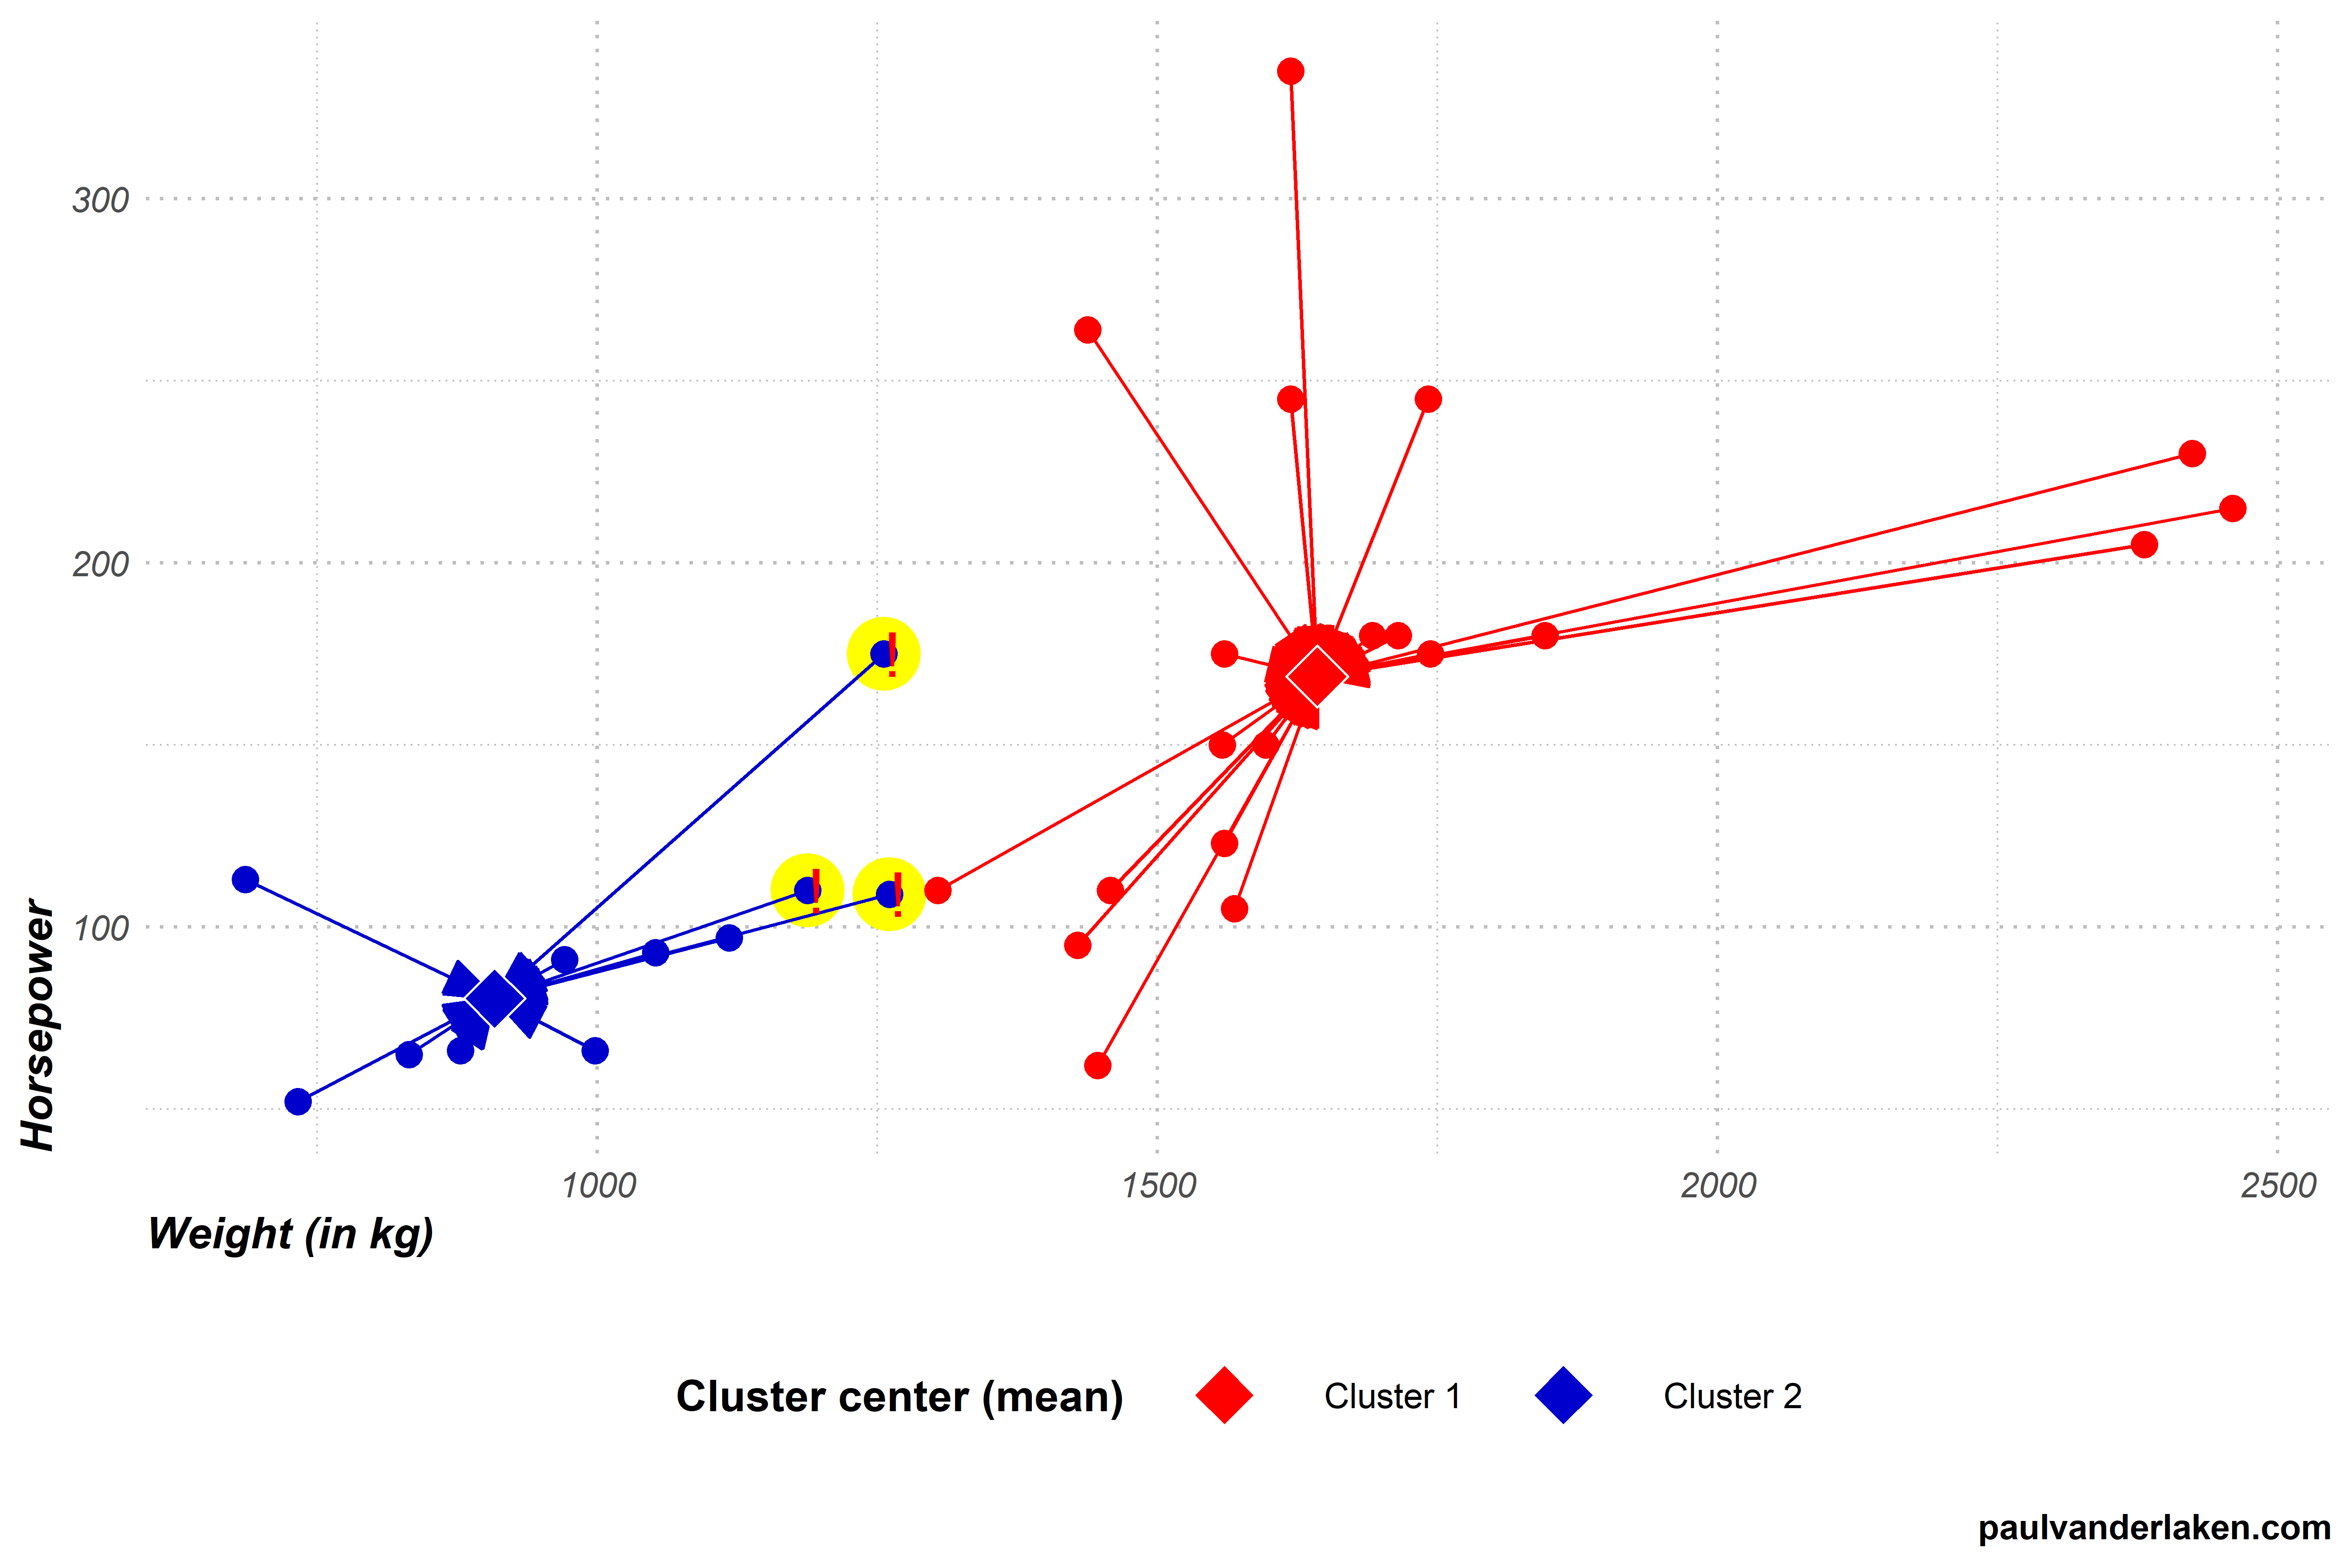 300
200
100
Horsepower
!
!
!
1000 1500 2000 2500
Weight (in kg)
Cluster center (mean) Cluster 1 Cluster 2
paulvanderlaken.com